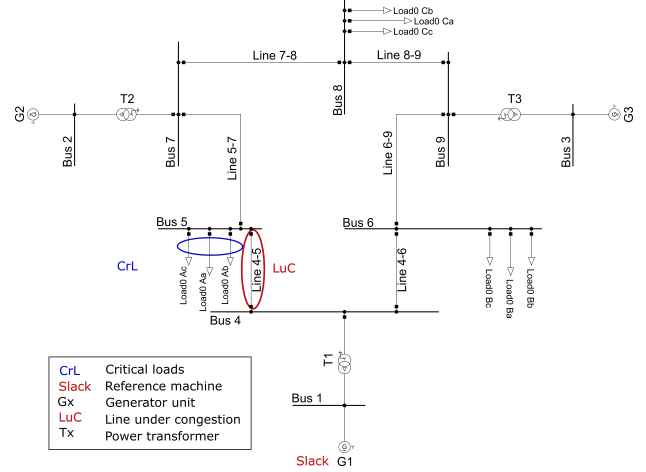 Load0 Cb
Load0 Ca
Load0 Cc
Line 7-8
Line 8-9
Bus 8
T2
T3
G2
Bus 2
Bus 7
Line 5-7
Line 6-9
Bus 9
Bus 3
G3
Bus 5
Bus 6
CrL
Load0 Ac
Load0 Aa
Load0 Ab
Line 4-5
LuC
Line 4-6
Load0 Bc
Load0 Ba
Load0 Bb
Bus 4
T1
Bus 1
Slack G1
CrL Critical loads
Slack Reference machine
Gx Generator unit
LuC Line under congestion
Tx Power transformer